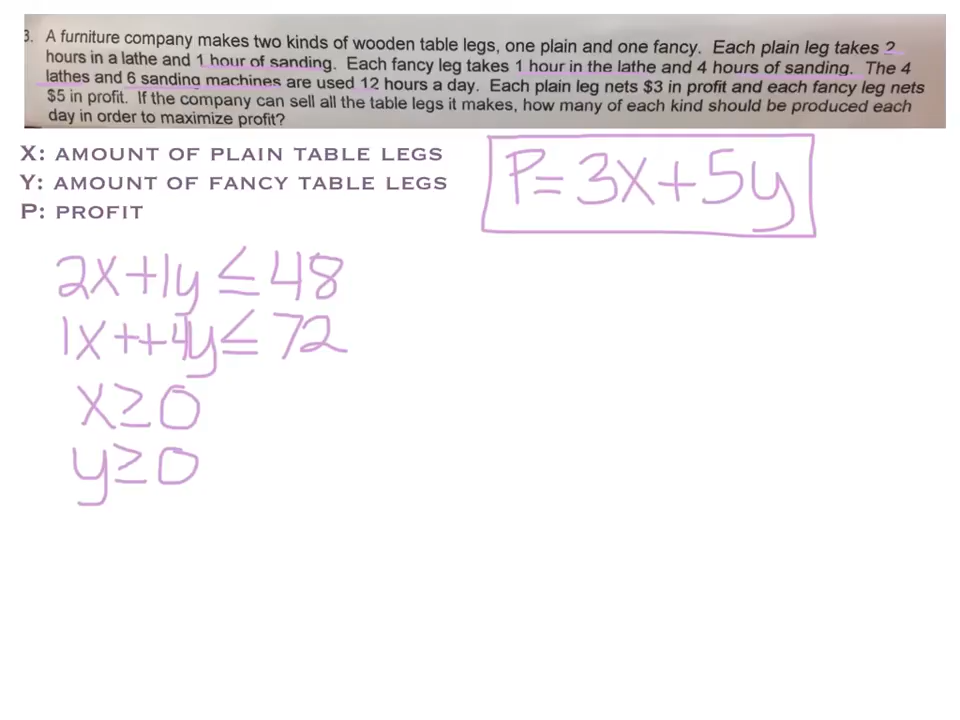 3. A furniture company makes two kinds of wooden table legs, one plain and one fancy. Each plain leg takes 2
hours in a lathe and 1 hour of sanding. Each fancy leg takes 1 hour in the lathe and 4 hours of sanding. The 4
lathes and 6 sanding machines are used 12 hours a day. Each plain leg nets $3 in profit and each fancy leg nets
$5 in profit. If the company can sell all the table legs it makes, how many of each kind should be produced each
day in order to maximize profit?
X: AMOUNT OF PLAIN TABLE LEGS
Y: AMOUNT OF FANCY TABLE LEGS
P: PROFIT
P=3x+5y
2x+1y≤48
1x++4y≤72
x≥0
y≥0